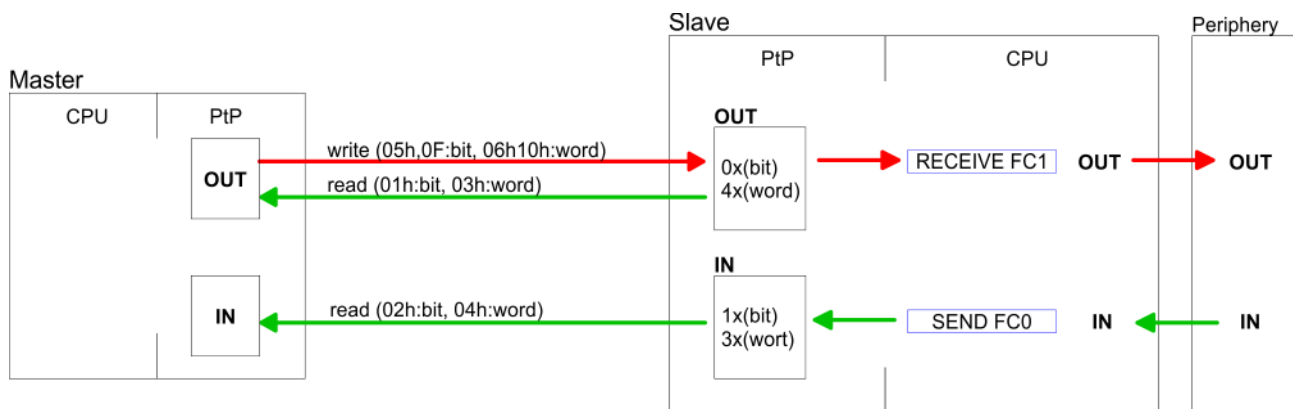 Slave
Periphery
PtP
CPU
Master
CPU
PtP
OUT
write (05h,0F:bit, 06h10h:word)
OUT
0x(bit)
RECEIVE FC1
OUT
OUT
read (01h:bit, 03h:word)
4x(word)
IN
IN
read (02h:bit, 04h:word)
1x(bit)
3x(wort)
SEND FC0
IN
IN